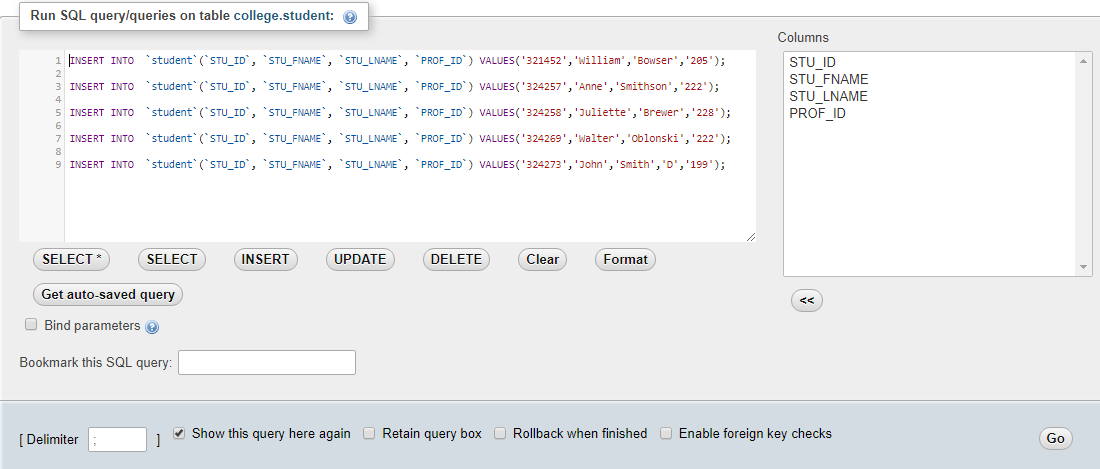 Run SQL query/queries on table college.student:
Columns
1 INSERT INTO `student`(`STU_ID`, `STU_FNAME`, `STU_LNAME`, `PROF_ID`) VALUES('321452','William','Bowser','205');
2
3 INSERT INTO `student`(`STU_ID`, `STU_FNAME`, `STU_LNAME`, `PROF_ID`) VALUES('324257','Anne','Smithson','222');
4
5 INSERT INTO `student`(`STU_ID`, `STU_FNAME`, `STU_LNAME`, `PROF_ID`) VALUES('324258','Juliette','Brewer','228');
6
7 INSERT INTO `student`(`STU_ID`, `STU_FNAME`, `STU_LNAME`, `PROF_ID`) VALUES('324269','Walter','Oblonski','222');
8
9 INSERT INTO `student`(`STU_ID`, `STU_FNAME`, `STU_LNAME`, `PROF_ID`) VALUES('324273','John','Smith','D','199');
STU_ID
STU_FNAME
STU_LNAME
PROF_ID
SELECT * SELECT INSERT UPDATE DELETE Clear Format
Get auto-saved query
<<
Bind parameters
Bookmark this SQL query:
[ Delimiter ; ] Show this query here again Retain query box Rollback when finished Enable foreign key checks Go